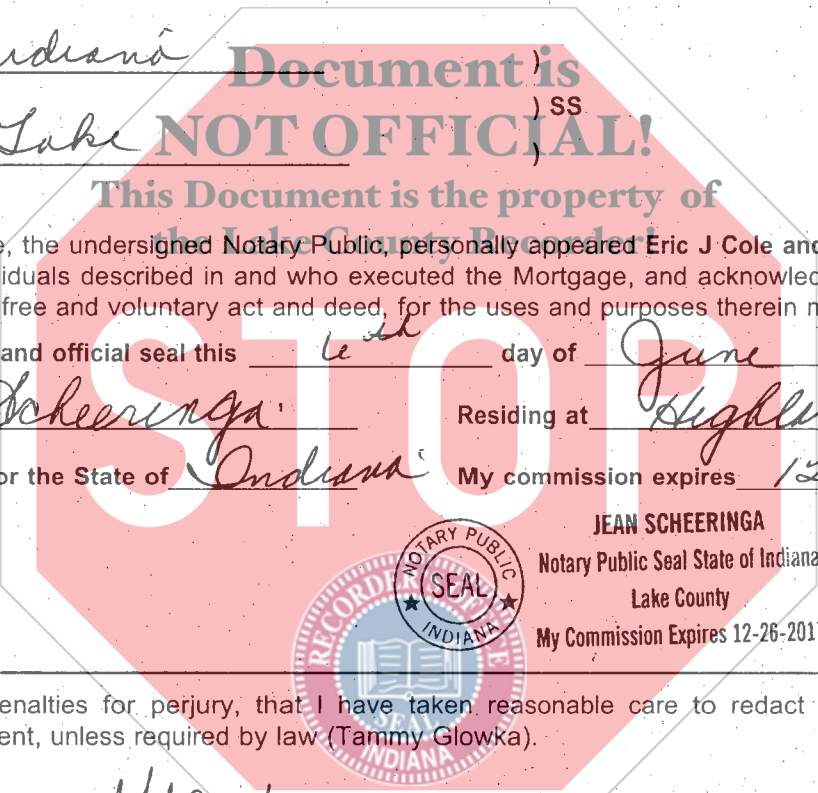 Indiana )
Document is
) SS
Lake )
NOT OFFICIAL!
This Document is the property of
the Lake County Recorder!
e, the undersigned Notary Public, personally appeared Eric J Cole and
iduals described in and who executed the Mortgage, and acknowled
free and voluntary act and deed, for the uses and purposes therein m
and official seal this 6th day of June
Scheeringa Residing at Highla
or the State of Indiana My commission expires 12
STOP
JEAN SCHEERINGA
Notary Public Seal State of Indiana
Lake County
My Commission Expires 12-26-201
NOTARY PUBLIC
SEAL
INDIANA
RECORDER'S OFFICE
SEAL
INDIANA
enalties for perjury, that I have taken reasonable care to redact
ent, unless required by law (Tammy Glowka).